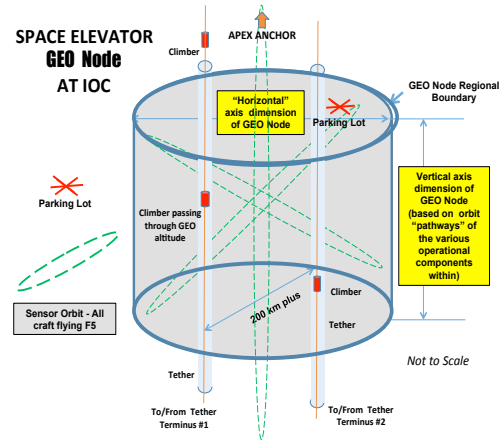 SPACE ELEVATOR
GEO Node
AT IOC
APEX ANCHOR
Climber
GEO Node Regional
Boundary
“Horizontal”
axis dimension
of GEO Node
Parking Lot
Parking Lot
Climber passing
through GEO
altitude
Vertical axis
dimension of
GEO Node
(based on orbit
“pathways” of
the various
operational
components
within)
Sensor Orbit - All
craft flying F5
200 km plus
Climber
Tether
Not to Scale
Tether
To/From Tether
Terminus #1
To/From Tether
Terminus #2